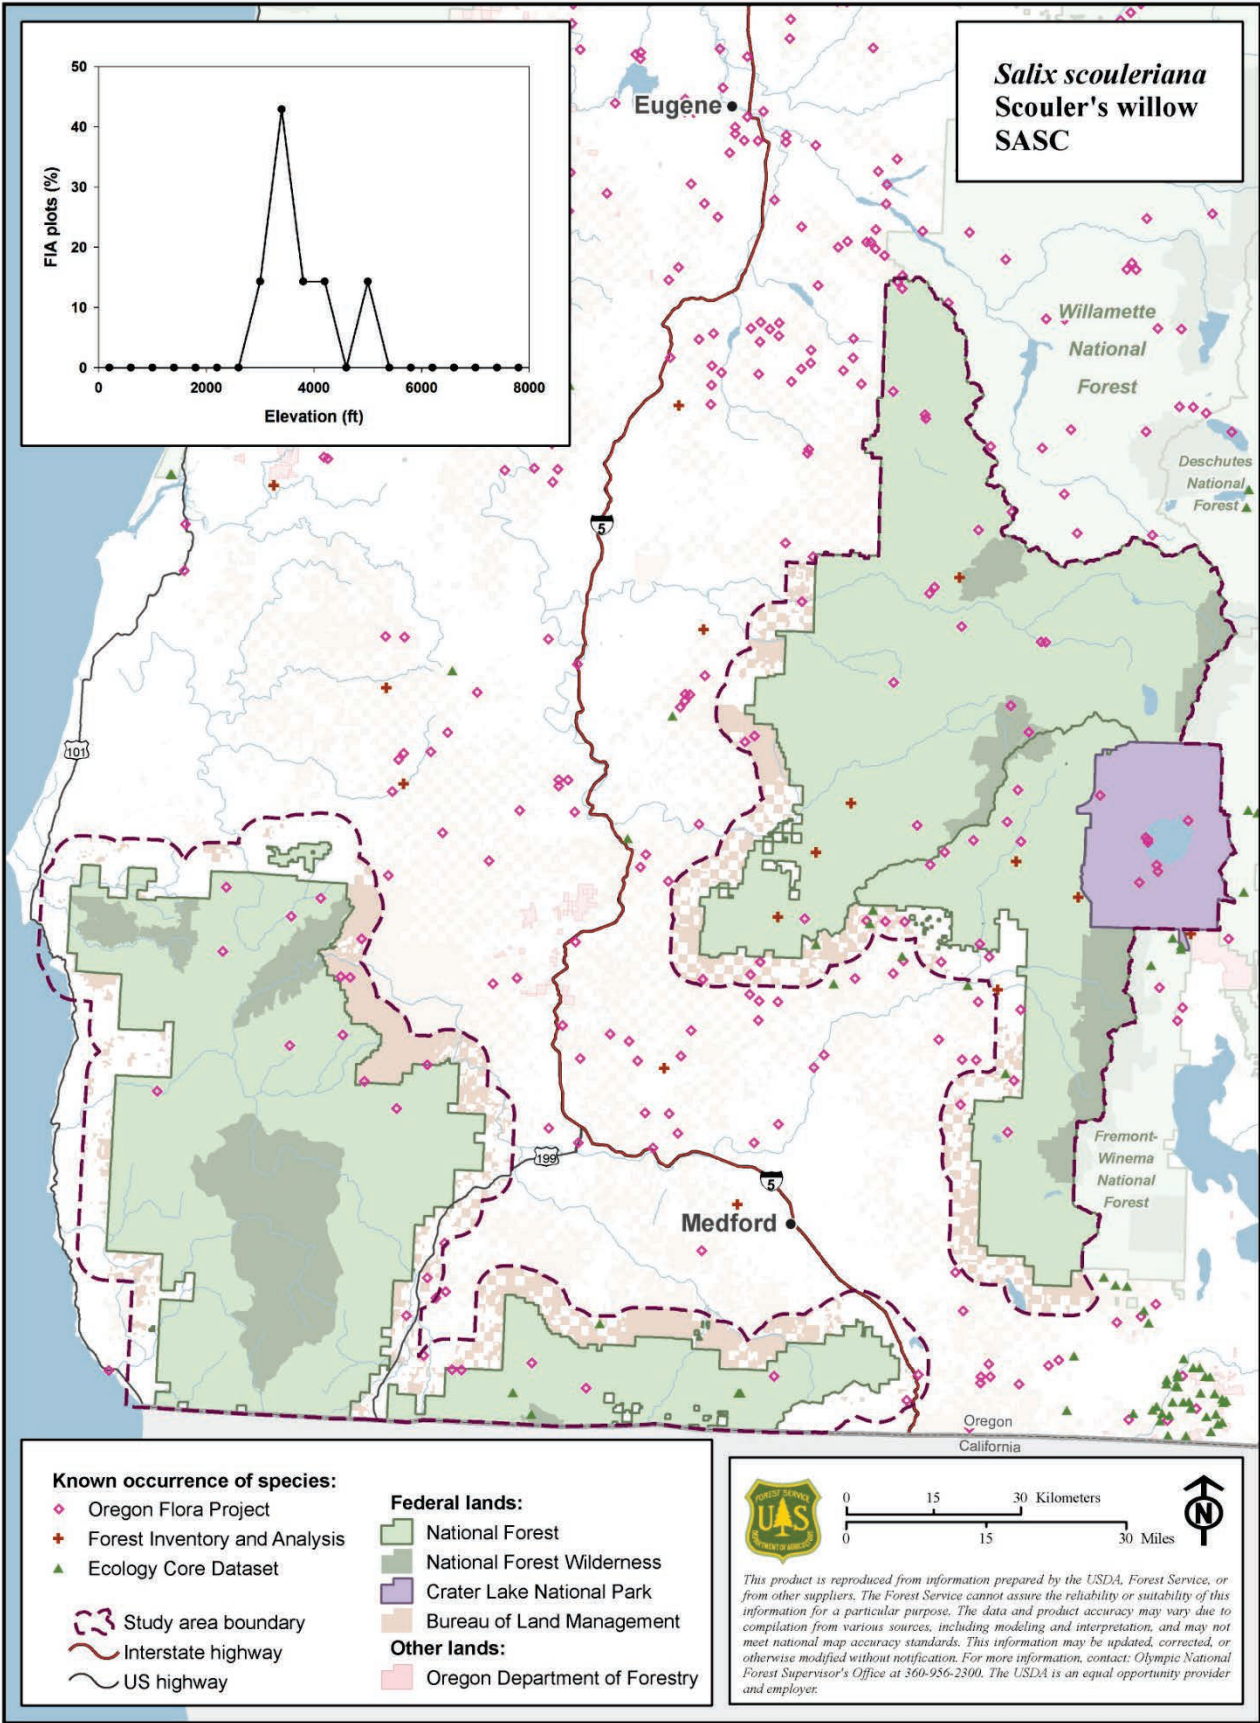 50
40
30
20
10
0
FIA plots (%)
0 2000 4000 6000 8000
Elevation (ft)
Salix scouleriana
Scouler's willow
SASC
Eugene
Willamette
National
Forest
Deschutes
National
Forest
5
101
199
5
Medford
Fremont-
Winema
National
Forest
Oregon
California
Known occurrence of species:
Oregon Flora Project
Forest Inventory and Analysis
Ecology Core Dataset
Study area boundary
Interstate highway
US highway
Federal lands:
National Forest
National Forest Wilderness
Crater Lake National Park
Bureau of Land Management
Other lands:
Oregon Department of Forestry
FOREST SERVICE
U S
DEPARTMENT OF AGRICULTURE
0 15 30 Kilometers
0 15 30 Miles
N
This product is reproduced from information prepared by the USDA, Forest Service, or
from other suppliers. The Forest Service cannot assure the reliability or suitability of this
information for a particular purpose. The data and product accuracy may vary due to
compilation from various sources, including modeling and interpretation, and may not
meet national map accuracy standards. This information may be updated, corrected, or
otherwise modified without notification. For more information, contact: Olympic National
Forest Supervisor's Office at 360-956-2300. The USDA is an equal opportunity provider
and employer.